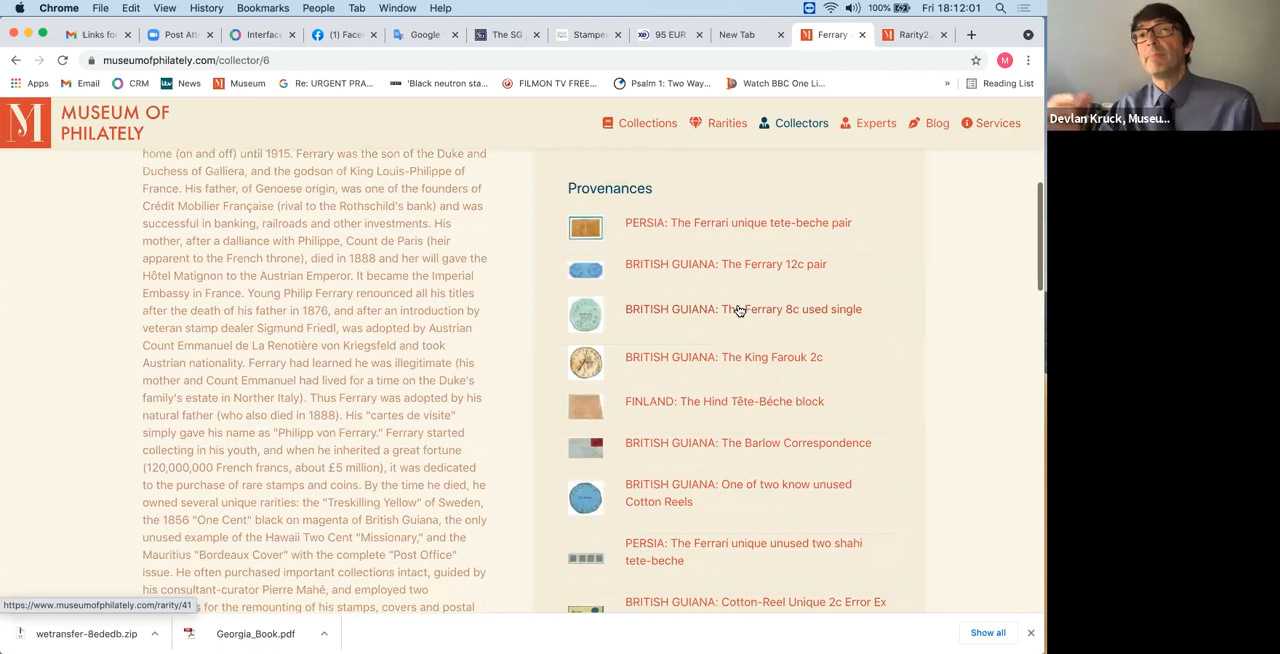 Chrome File Edit View History Bookmarks People Tab Window Help 100% Fri 18:12:01
Links for Zoom Post Att Interface (1) Face Google The SG Stampe 95 EUR New Tab Ferrary Rarity2
museumofphilately.com/collector/6 M
Apps Email CRM itv News Museum Re: URGENT PRA... 'Black neutron sta... FILMON TV FREE... Psalm 1: Two Way... Watch BBC One Li... » Reading List
M MUSEUM OF
PHILATELY
Collections Rarities Collectors Experts Blog Services
home (on and off) until 1915. Ferrary was the son of the Duke and
Duchess of Galliera, and the godson of King Louis-Philippe of
France. His father, of Genoese origin, was one of the founders of
Crédit Mobilier Française (rival to the Rothschild's bank) and was
successful in banking, railroads and other investments. His
mother, after a dalliance with Philippe, Count de Paris (heir
apparent to the French throne), died in 1888 and her will gave the
Hôtel Matignon to the Austrian Emperor. It became the Imperial
Embassy in France. Young Philip Ferrary renounced all his titles
after the death of his father in 1876, and after an introduction by
veteran stamp dealer Sigmund Friedl, was adopted by Austrian
Count Emmanuel de La Renotière von Kriegsfeld and took
Austrian nationality. Ferrary had learned he was illegitimate (his
mother and Count Emmanuel had lived for a time on the Duke's
family's estate in Norther Italy). Thus Ferrary was adopted by his
natural father (who also died in 1888). His "cartes de visite"
simply gave his name as "Philipp von Ferrary." Ferrary started
collecting in his youth, and when he inherited a great fortune
(120,000,000 French francs, about £5 million), it was dedicated
to the purchase of rare stamps and coins. By the time he died, he
owned several unique rarities: the "Treskilling Yellow" of Sweden,
the 1856 "One Cent" black on magenta of British Guiana, the only
unused example of the Hawaii Two Cent "Missionary," and the
Mauritius "Bordeaux Cover" with the complete "Post Office"
issue. He often purchased important collections intact, guided by
his consultant-curator Pierre Mahé, and employed two
s for the remounting of his stamps, covers and postal
Provenances
PERSIA: The Ferrari unique tete-beche pair
BRITISH GUIANA: The Ferrary 12c pair
BRITISH GUIANA: The Ferrary 8c used single
BRITISH GUIANA: The King Farouk 2c
FINLAND: The Hind Tête-Béche block
BRITISH GUIANA: The Barlow Correspondence
BRITISH GUIANA: One of two know unused
Cotton Reels
PERSIA: The Ferrari unique unused two shahi
tete-beche
BRITISH GUIANA: Cotton-Reel Unique 2c Error Ex
https://www.museumofphilately.com/rarity/41
wetransfer-8ededb.zip Georgia_Book.pdf Show all
Devlan Kruck, Museu...